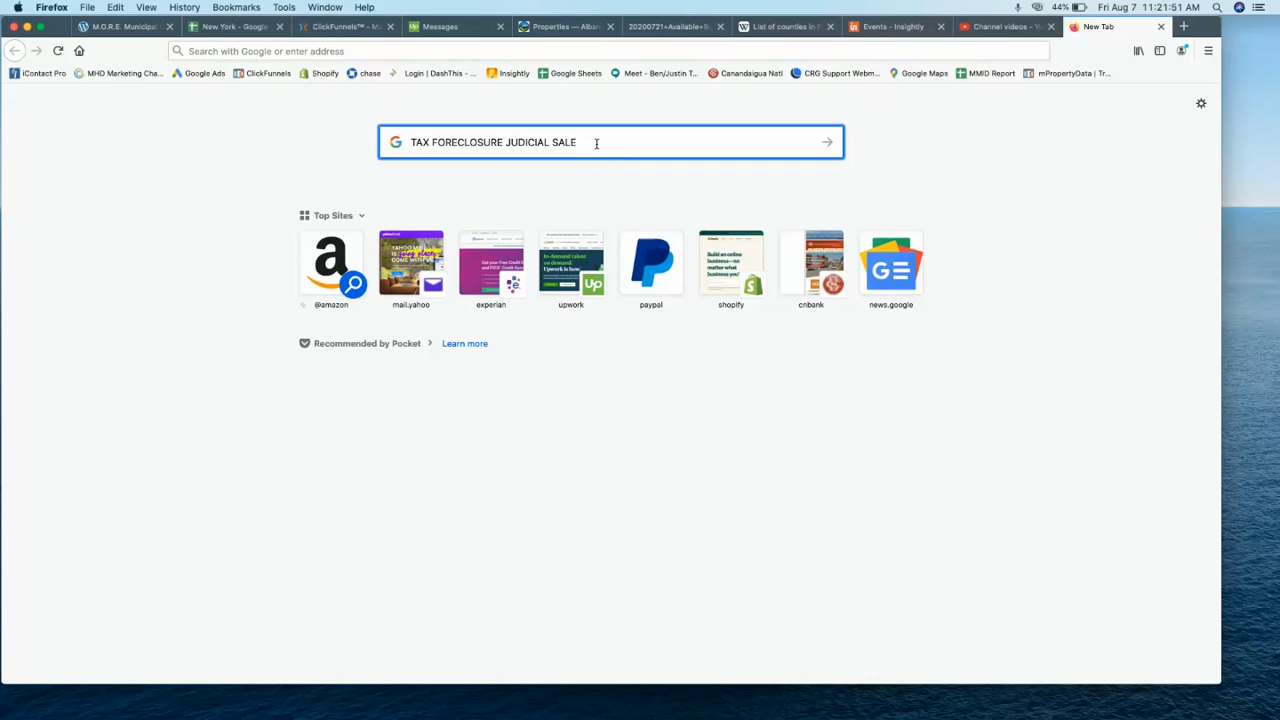 Firefox File Edit View History Bookmarks Tools Window Help 44% Fri Aug 7 11:21:51 AM
M.O.R.E. Municipal New York - Google ClickFunnels™ - M Messages Properties — Alban 20200721+Available+B List of counties in Events - Insightly Channel videos - Y New Tab
Search with Google or enter address
iContact Pro MHD Marketing Cha... Google Ads ClickFunnels Shopify chase Login | DashThis - ... Insightly Google Sheets Meet - Ben/Justin T... Canandaigua Natl CRG Support Webm... Google Maps MMID Report mPropertyData | Tr...
TAX FORECLOSURE JUDICIAL SALE
Top Sites
@amazon mail.yahoo experian upwork paypal shopify cnbank news.google
Recommended by Pocket Learn more